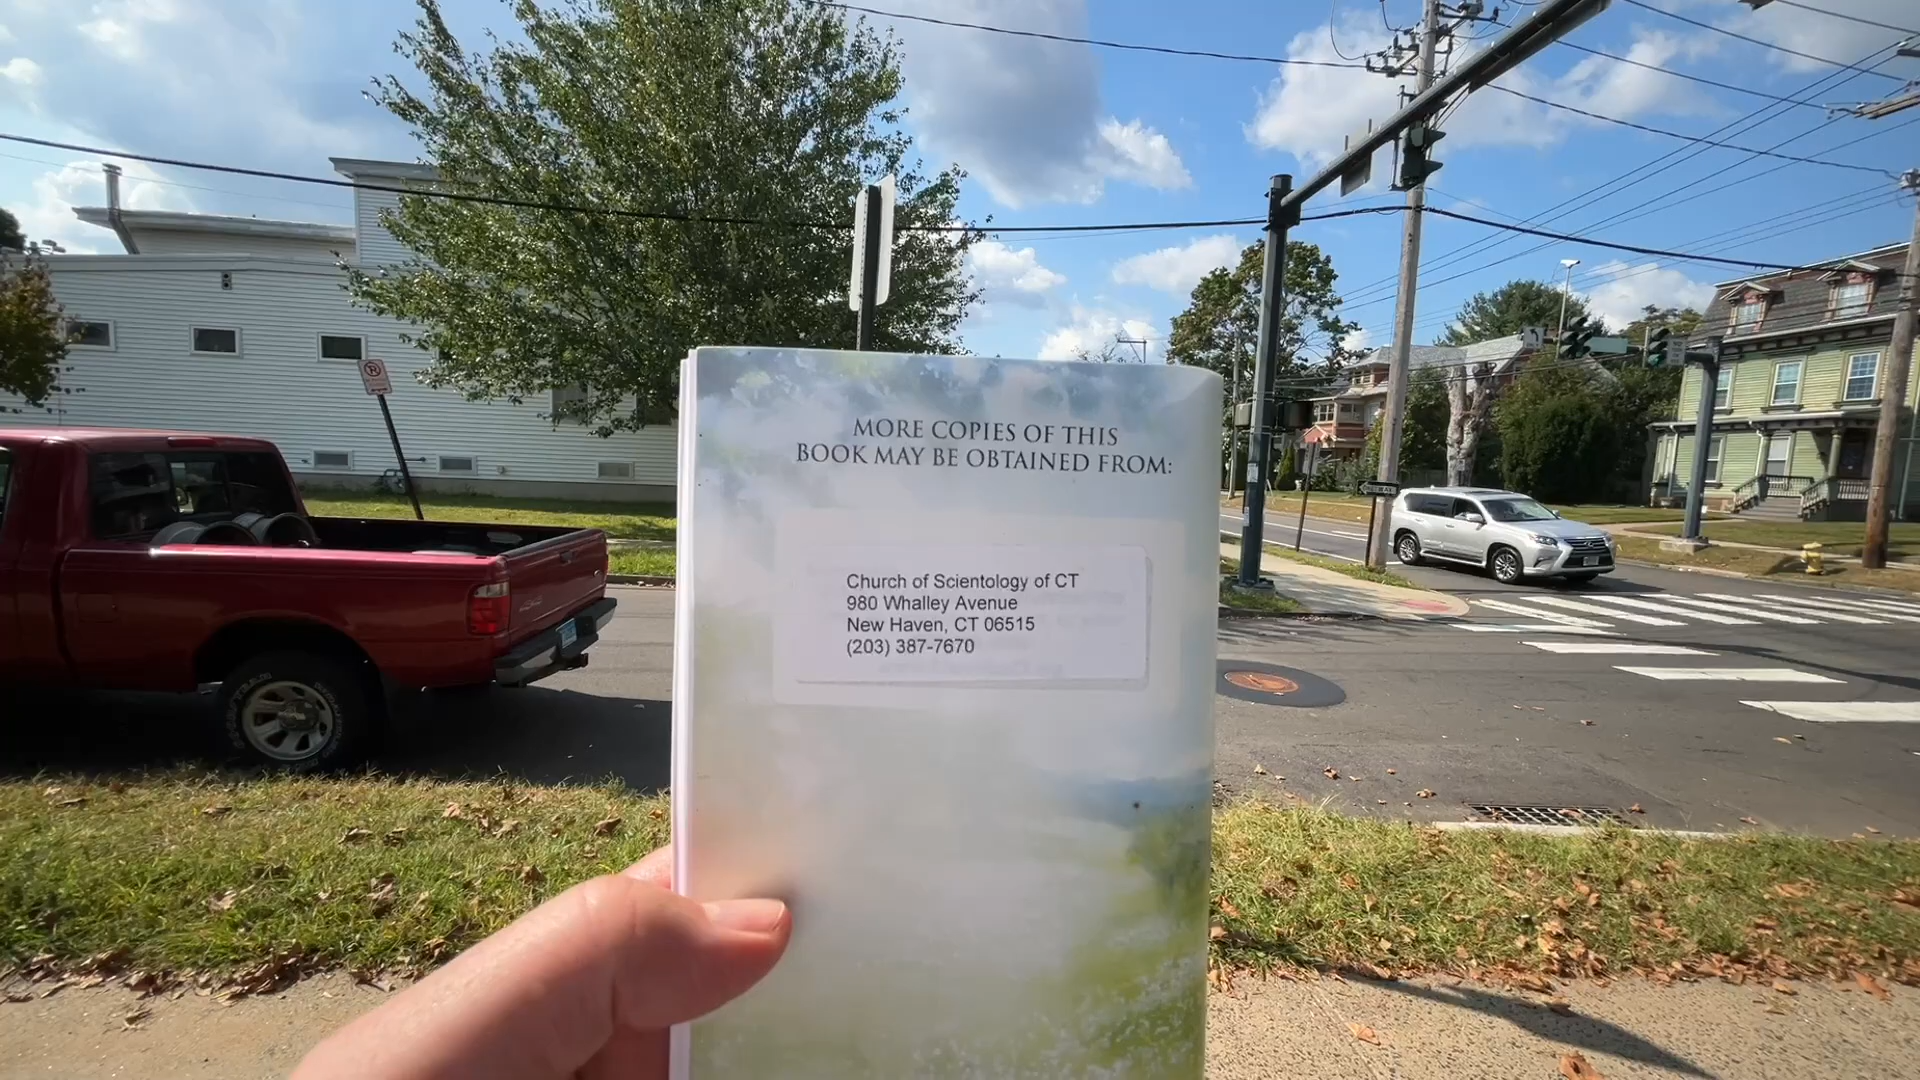 MORE COPIES OF THIS
BOOK MAY BE OBTAINED FROM:
Church of Scientology of CT
980 Whalley Avenue
New Haven, CT 06515
(203) 387-7670